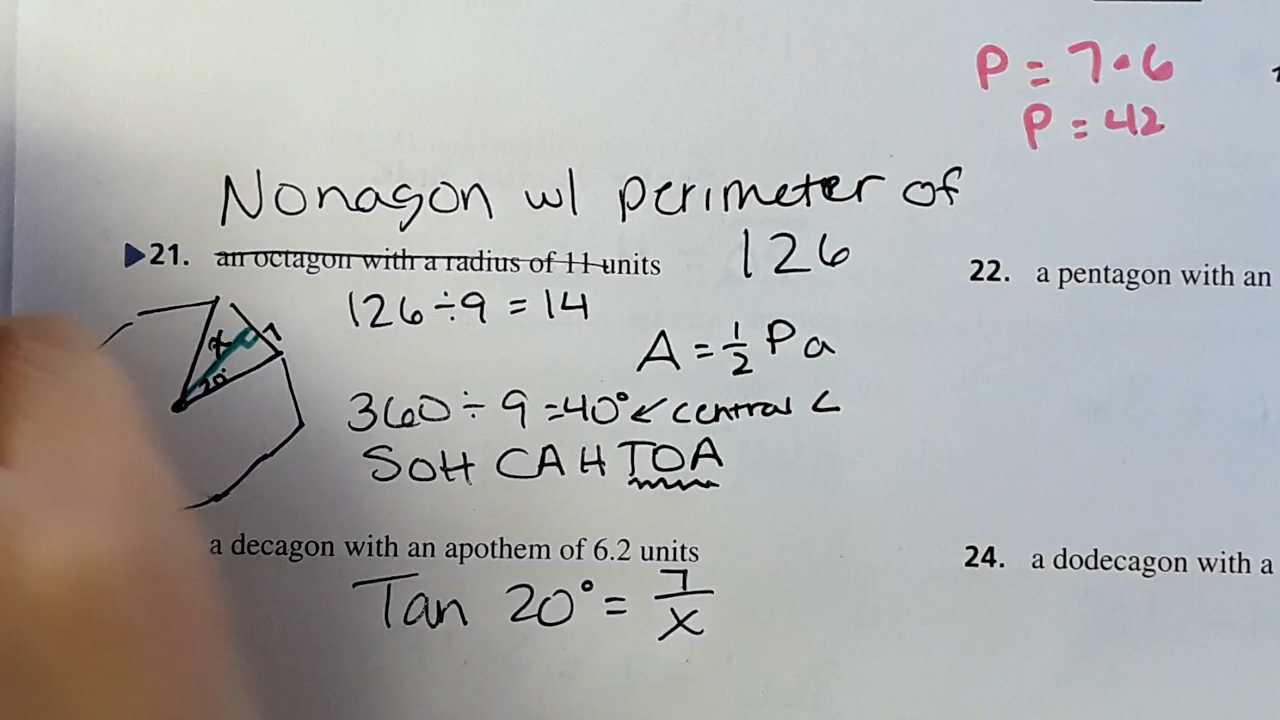 P = 7•6
P = 42
Nonagon w/ perimeter of
126
21. an octagon with a radius of 11 units
22. a pentagon with an
126÷9 = 14
A = 1/2 Pa
x
7
20°
360÷9=40° ↙ central ∠
SOH CAH TOA
a decagon with an apothem of 6.2 units
24. a dodecagon with a
Tan 20° = 7/x